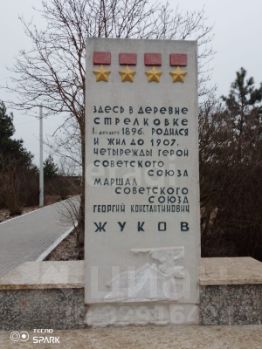 ЗДЕСЬ В ДЕРЕВНЕ
СТРЕЛКОВКЕ
1. ДЕКАБРЯ 1896. РОДИЛСЯ
И ЖИЛ ДО 1907.
ЧЕТЫРЕЖДЫ ГЕРОЙ
СОВЕТСКОГО
СОЮЗА
МАРШАЛ
СОВЕТСКОГО
СОЮЗА
ГЕОРГИЙ КОНСТАНТИНОВИЧ
ЖУКОВ
циан
TECNO
SPARK